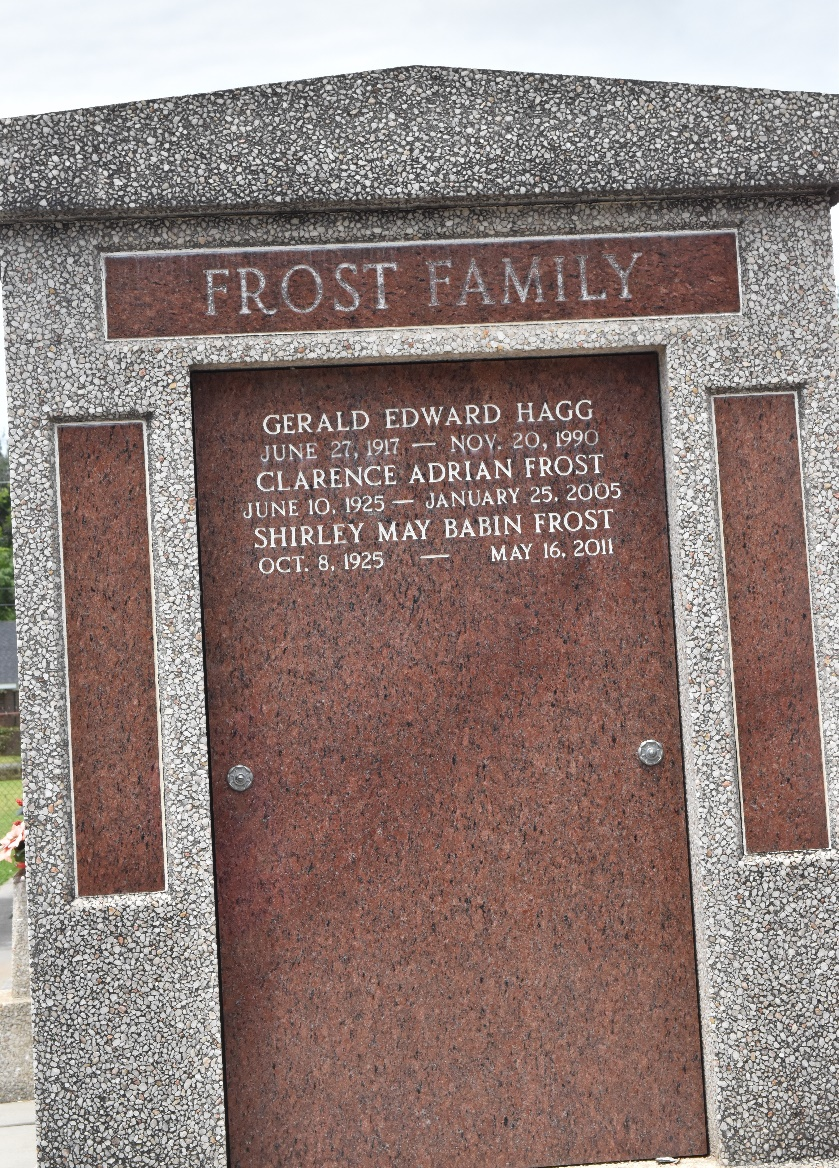 FROST FAMILY
GERALD EDWARD HAGG
JUNE 27, 1917 — NOV. 20, 1990
CLARENCE ADRIAN FROST
JUNE 10, 1925 — JANUARY 25, 2005
SHIRLEY MAY BABIN FROST
OCT. 8, 1925 — MAY 16, 2011